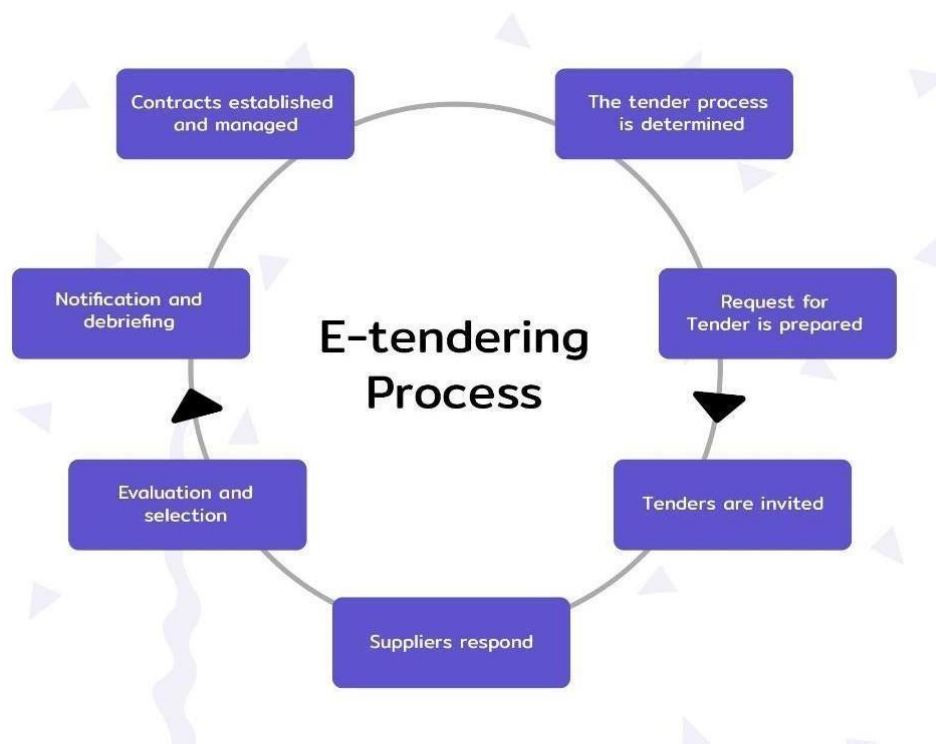 E-tendering
Process
The tender process
is determined
Request for
Tender is prepared
Tenders are invited
Suppliers respond
Evaluation and
selection
Notification and
debriefing
Contracts established
and managed